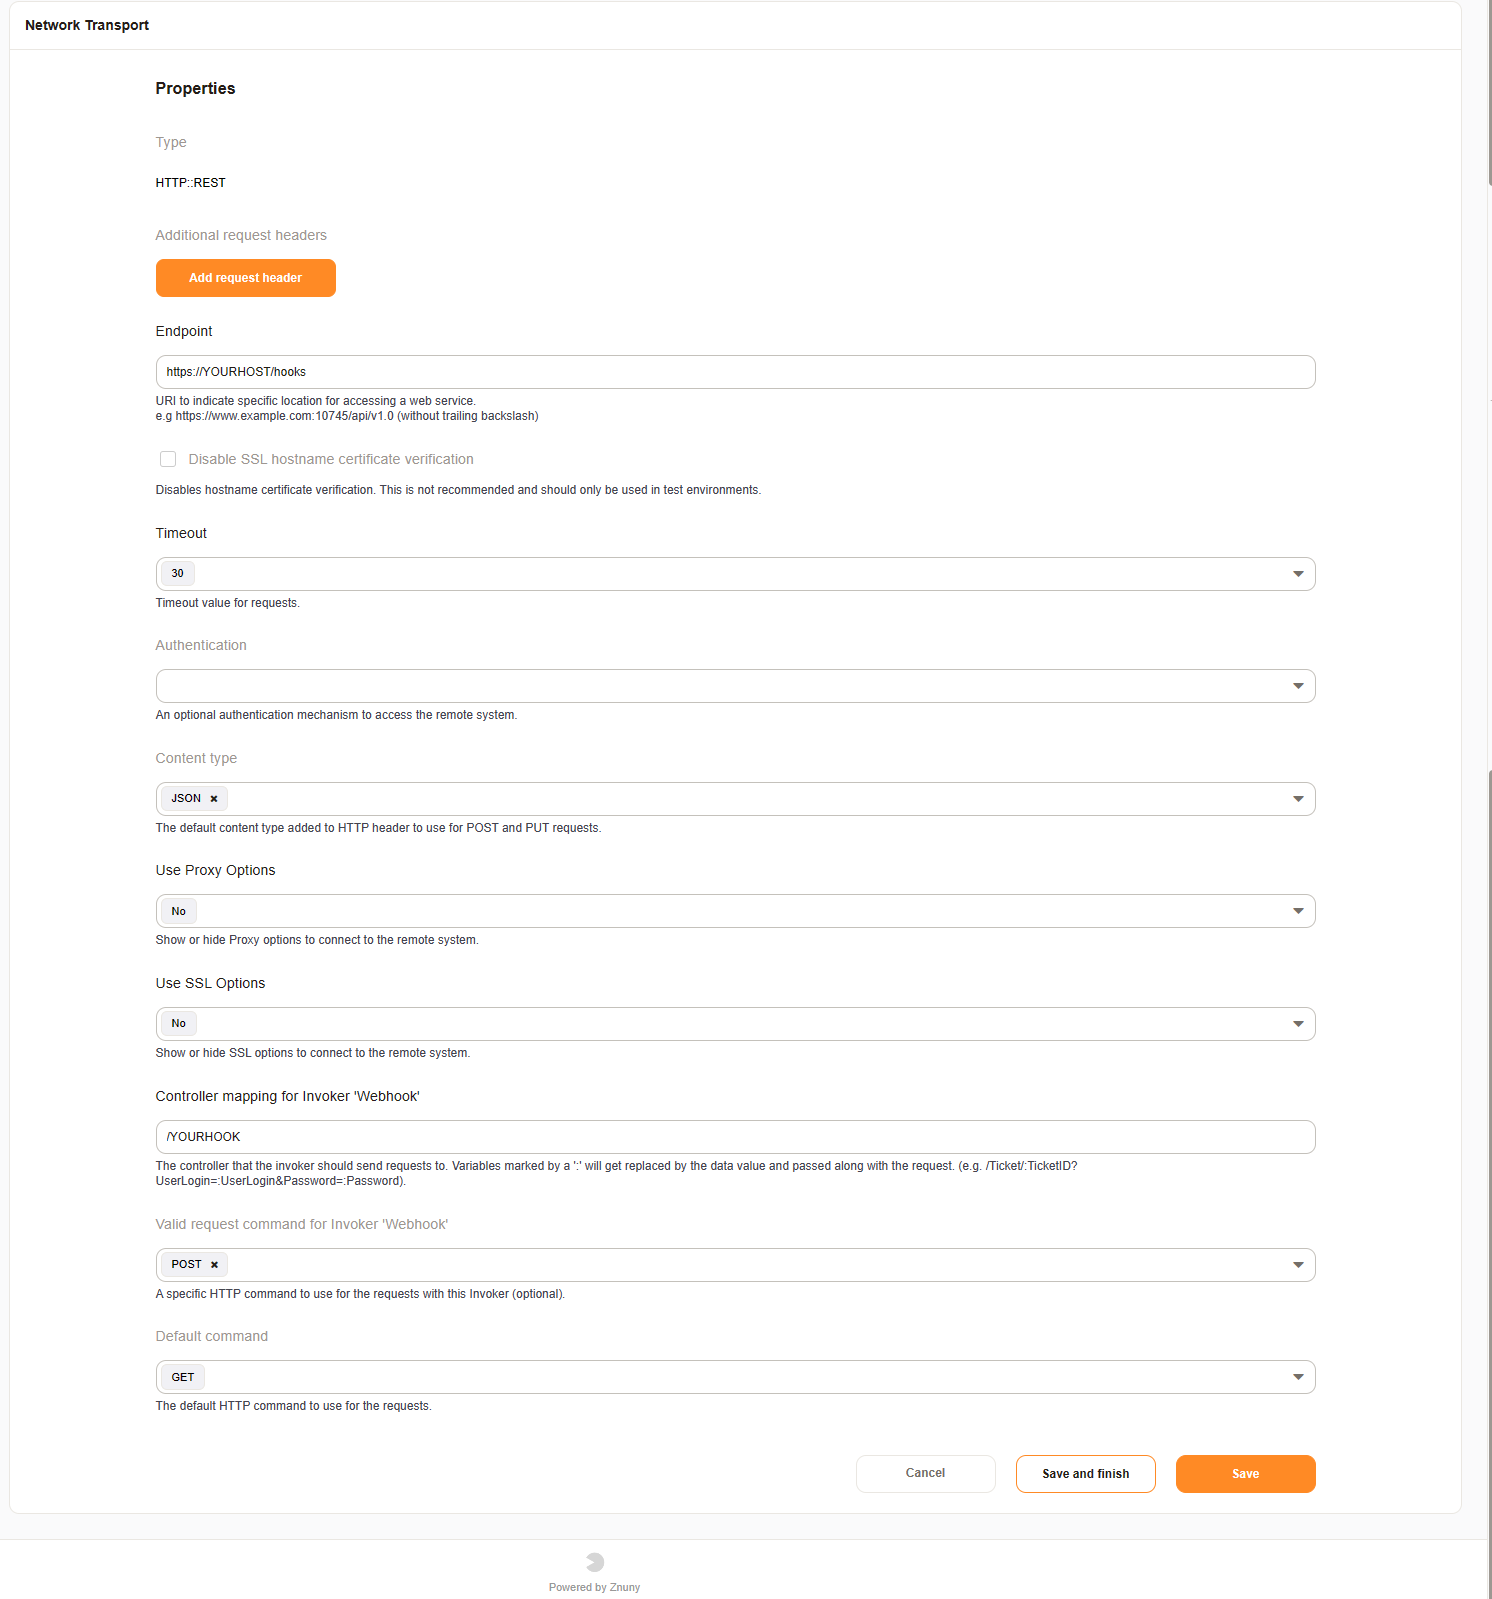 Network Transport
Properties
Type
HTTP::REST
Additional request headers
Add request header
Endpoint
https://YOURHOST/hooks
URI to indicate specific location for accessing a web service.
e.g https://www.example.com:10745/api/v1.0 (without trailing backslash)
Disable SSL hostname certificate verification
Disables hostname certificate verification. This is not recommended and should only be used in test environments.
Timeout
30
Timeout value for requests.
Authentication
An optional authentication mechanism to access the remote system.
Content type
JSON ×
The default content type added to HTTP header to use for POST and PUT requests.
Use Proxy Options
No
Show or hide Proxy options to connect to the remote system.
Use SSL Options
No
Show or hide SSL options to connect to the remote system.
Controller mapping for Invoker 'Webhook'
/YOURHOOK
The controller that the invoker should send requests to. Variables marked by a ':' will get replaced by the data value and passed along with the request. (e.g. /Ticket/:TicketID?
UserLogin=:UserLogin&Password=:Password).
Valid request command for Invoker 'Webhook'
POST ×
A specific HTTP command to use for the requests with this Invoker (optional).
Default command
GET
The default HTTP command to use for the requests.
Cancel
Save and finish
Save
Powered by Znuny